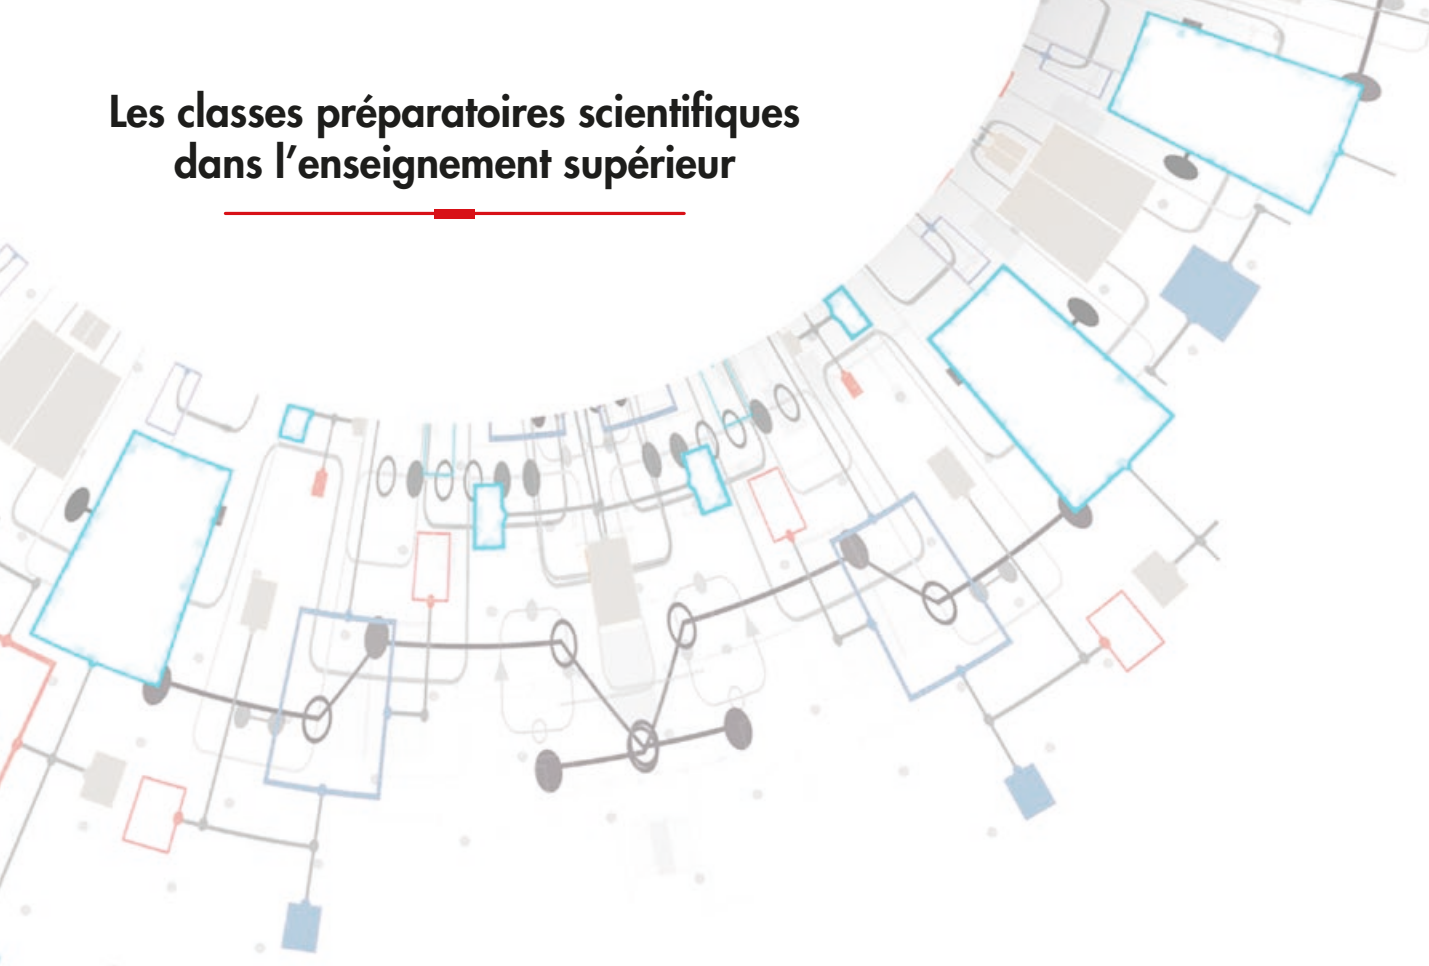 Les classes préparatoires scientifiques
dans l’enseignement supérieur